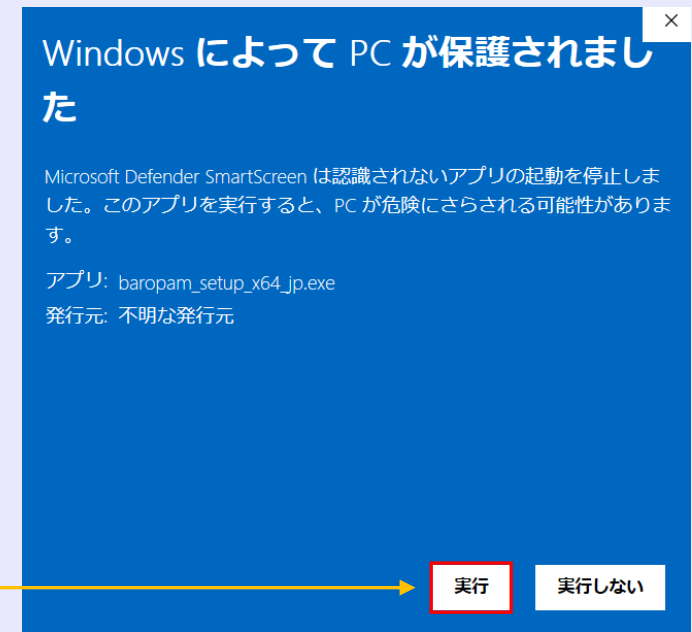 Windows によって PC が保護されまし
た
Microsoft Defender SmartScreen は認識されないアプリの起動を停止しま
した。このアプリを実行すると、PC が危険にさらされる可能性がありま
す。
アプリ: baropam_setup_x64_jp.exe
発行元: 不明な発行元
実行 実行しない